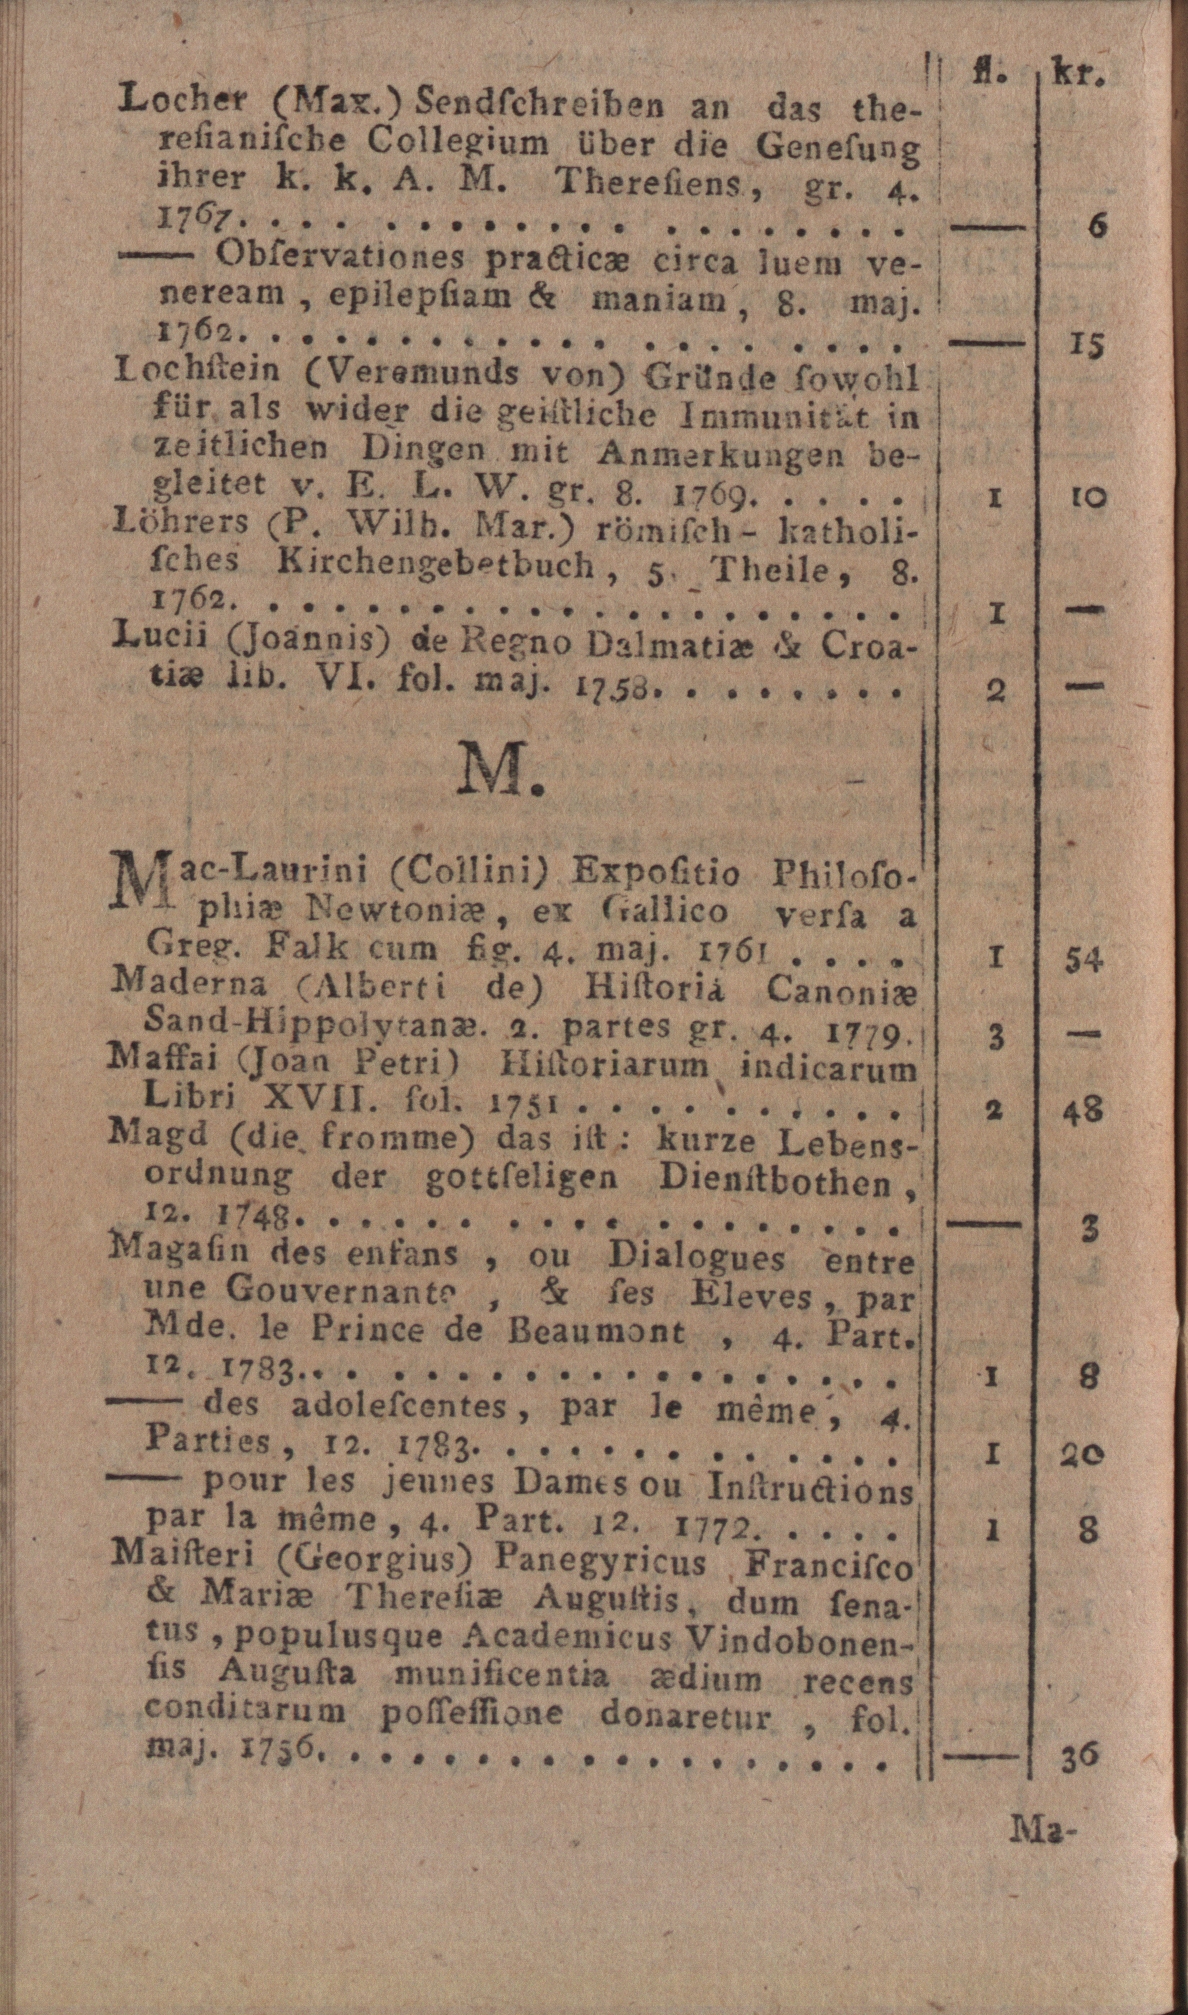 fl. kr.
Locher (Max.) Sendſchreiben an das the-
reſianiſche Collegium über die Geneſung
ihrer k. k. A. M. Thereſiens, gr. 4.
1767. . . . . . . . . . . . . . . . . . . . — 6
— Obſervationes practicæ circa luem ve-
neream , epilepſiam & maniam, 8. maj.
1762. . . . . . . . . . . . . . . . . . . . — 15
Lochſtein (Veremunds von) Gründe ſowohl
für als wider die geiſtliche Immunität in
zeitlichen Dingen mit Anmerkungen be-
gleitet v. E. L. W. gr. 8. 1769. . . . . 1 10
Löhrers (P. Wilh. Mar.) römiſch - katholi-
ſches Kirchengebetbuch , 5. Theile, 8.
1762. . . . . . . . . . . . . . . . . . . . . 1 —
Lucii (Joannis) de Regno Dalmatiæ & Croa-
tiæ lib. VI. fol. maj. 1758. . . . . . . . 2 —
M.
Mac-Laurini (Collini) Expoſitio Philoſo-
phiæ Newtoniæ, ex Gallico verſa a
Greg. Falk cum fig. 4. maj. 1761 . . . . 1 54
Maderna (Alberti de) Hiſtoria Canoniæ
Sand-Hippolytanæ. 2. partes gr. 4. 1779. 3 —
Maffai (Joan Petri) Hiſtoriarum indicarum
Libri XVII. fol. 1751 . . . . . . . . . . 2 48
Magd (die fromme) das iſt : kurze Lebens-
ordnung der gottſeligen Dienſtbothen ,
12. 1748. . . . . . . . . . . . . . . . . . — 3
Magaſin des enfans , ou Dialogues entre
une Gouvernante , & ſes Eleves, par
Mde. le Prince de Beaumont , 4. Part.
12. 1783. . . . . . . . . . . . . . . . . . . 1 8
— des adoleſcentes, par le même, 4.
Parties, 12. 1783. . . . . . . . . . . . . . 1 20
— pour les jeunes Dames ou Inſtructions
par la même, 4. Part. 12. 1772. . . . . 1 8
Maiſteri (Georgius) Panegyricus Franciſco
& Mariæ Thereſiæ Auguſtis, dum ſena-
tus , populusque Academicus Vindobonen-
ſis Auguſta munificentia ædium recens
conditarum poſſeſſione donaretur , fol.
maj. 1756. . . . . . . . . . . . . . . . . . — 36
Ma-